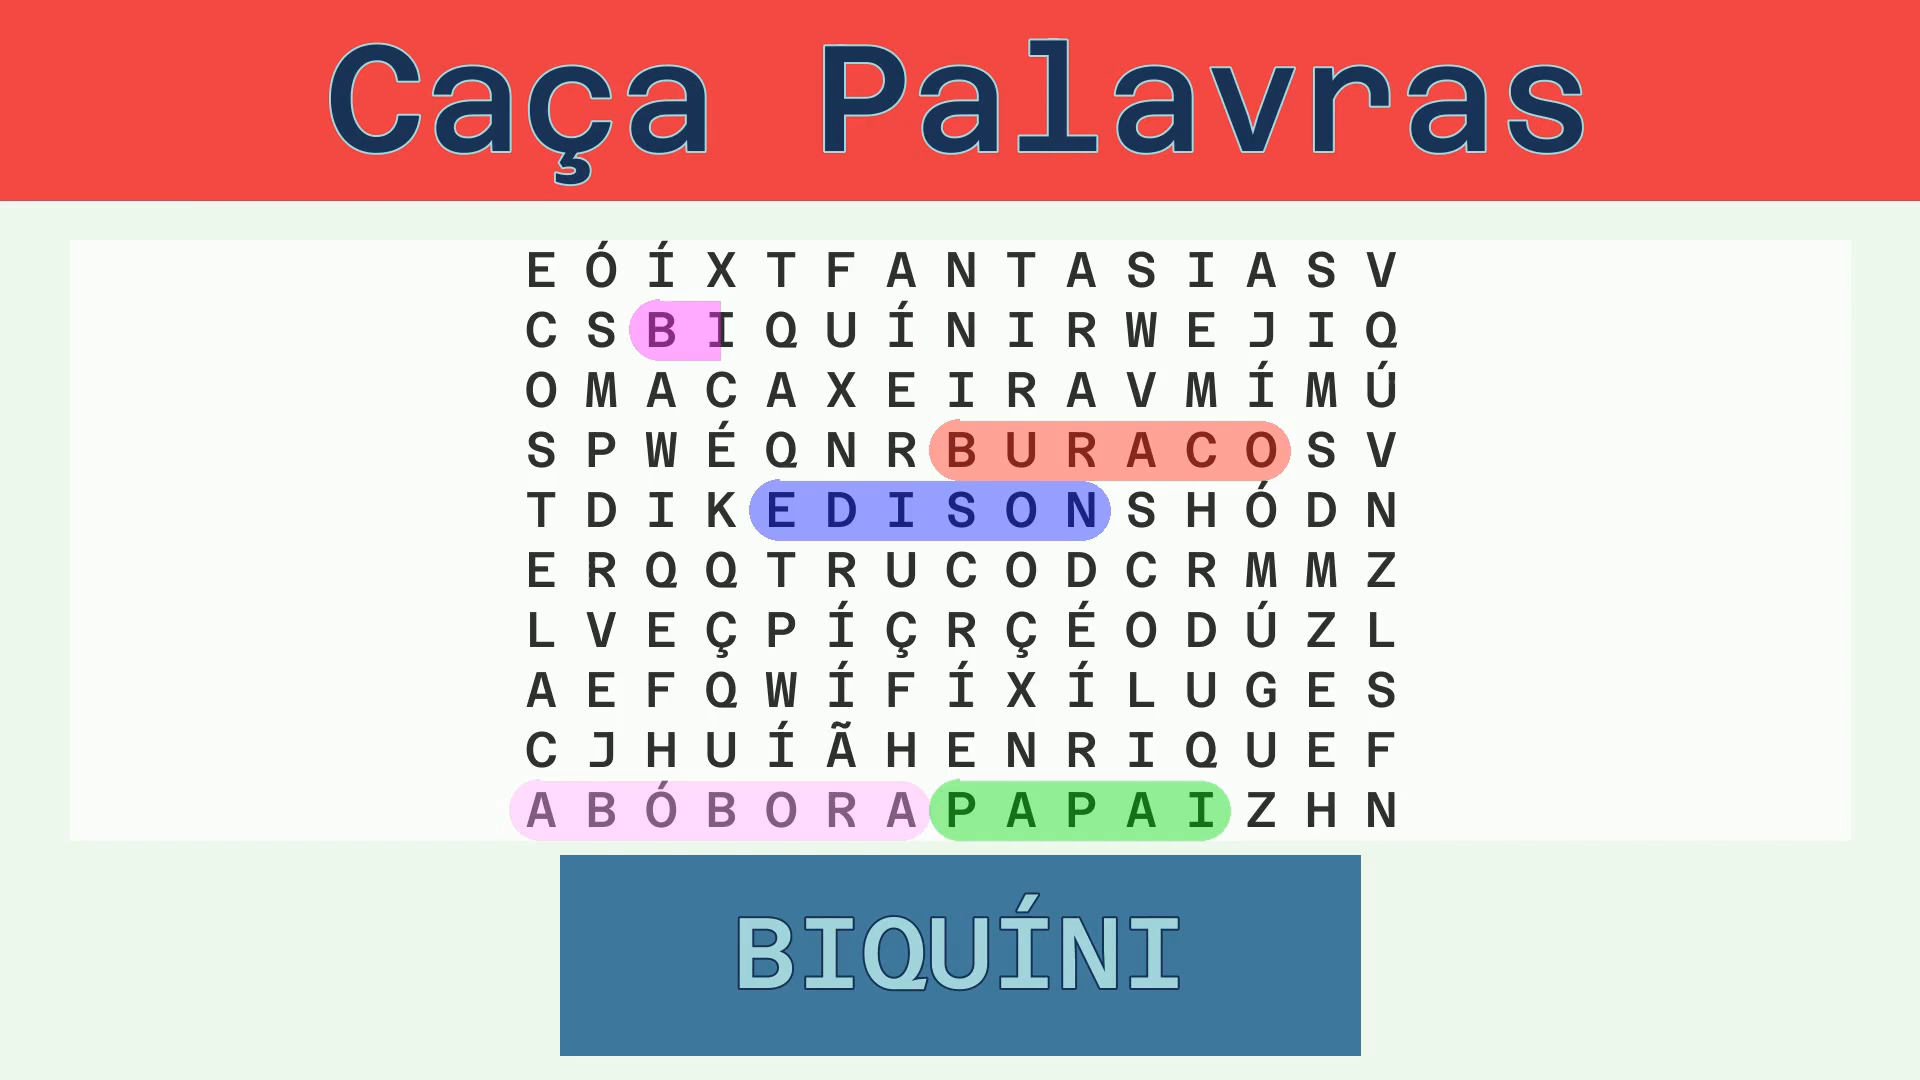 Caça Palavras
E Ó Í X T F A N T A S I A S V
C S B I Q U Í N I R W E J I Q
O M A C A X E I R A V M Í M Ú
S P W É Q N R B U R A C O S V
T D I K E D I S O N S H Ó D N
E R Q Q T R U C O D C R M M Z
L V E Ç P Í Ç R Ç É O D Ú Z L
A E F Q W Í F Í X Í L U G E S
C J H U Í Ã H E N R I Q U E F
A B Ó B O R A P A P A I Z H N
BIQUÍNI